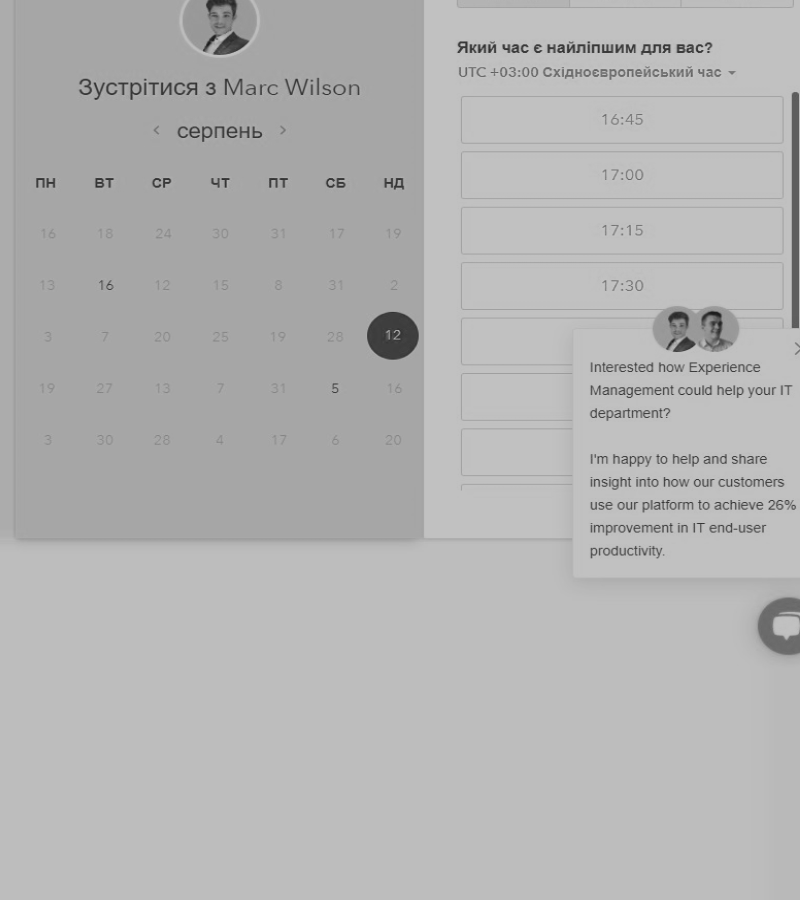 Зустрітися з Marc Wilson
серпень
ПН ВТ СР ЧТ ПТ СБ НД
16 18 24 30 31 17 19
13 16 12 15 8 31 2
3 7 20 25 19 28 12
19 27 13 7 31 5 16
3 30 28 4 17 6 20
Який час є найліпшим для вас?
UTC +03:00 Східноєвропейський час
16:45
17:00
17:15
17:30
Interested how Experience
Management could help your IT
department?
I'm happy to help and share
insight into how our customers
use our platform to achieve 26%
improvement in IT end-user
productivity.